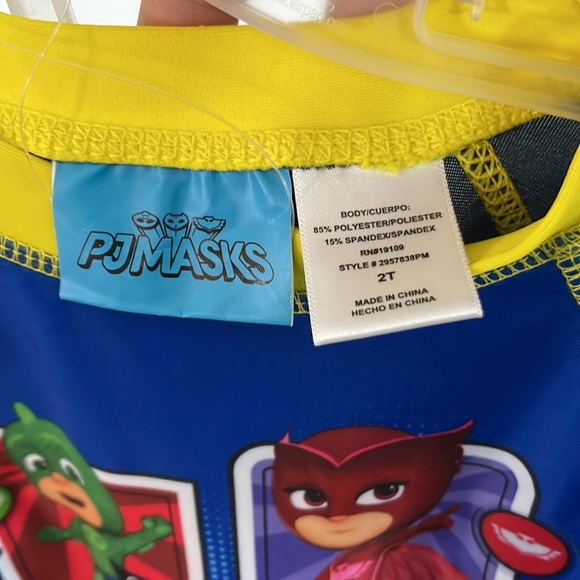 PJMASKS
BODY/CUERPO:
85% POLYESTER/POLIESTER
15% SPANDEX/SPANDEX
RN#19109
STYLE # 2957838PM
2T
MADE IN CHINA
HECHO EN CHINA